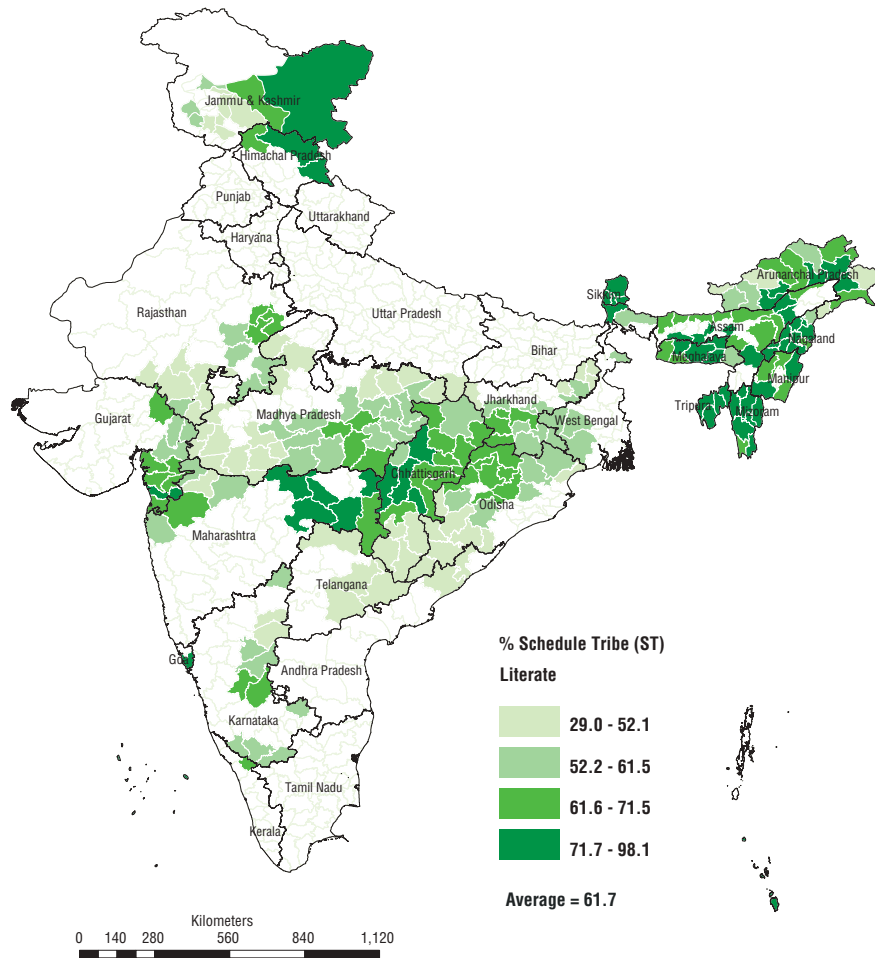 Jammu & Kashmir
Himachal Pradesh
Punjab
Uttarakhand
Haryana
Rajasthan
Uttar Pradesh
Sikkim
Arunanchal Pradesh
Assam
Nagaland
Meghalaya
Manipur
Bihar
Tripura
Mizoram
Gujarat
Madhya Pradesh
Jharkhand
West Bengal
Chhattisgarh
Odisha
Maharashtra
Telangana
Goa
Andhra Pradesh
Karnataka
Tamil Nadu
Kerala
% Schedule Tribe (ST)
Literate
29.0 - 52.1
52.2 - 61.5
61.6 - 71.5
71.7 - 98.1
Average = 61.7
Kilometers
0 140 280 560 840 1,120